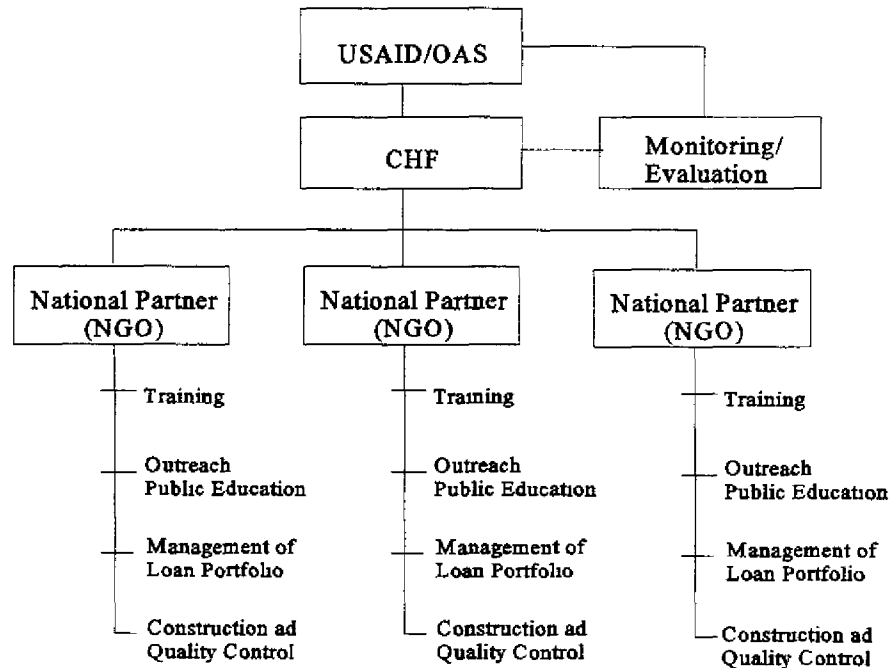 USAID/OAS
CHF
Monitoring/
Evaluation
National Partner
(NGO)
Training
Outreach
Public Education
Management of
Loan Portfolio
Construction ad
Quality Control
National Partner
(NGO)
Training
Outreach
Public Education
Management of
Loan Portfolio
Construction ad
Quality Control
National Partner
(NGO)
Training
Outreach
Public Education
Management of
Loan Portfolio
Construction ad
Quality Control